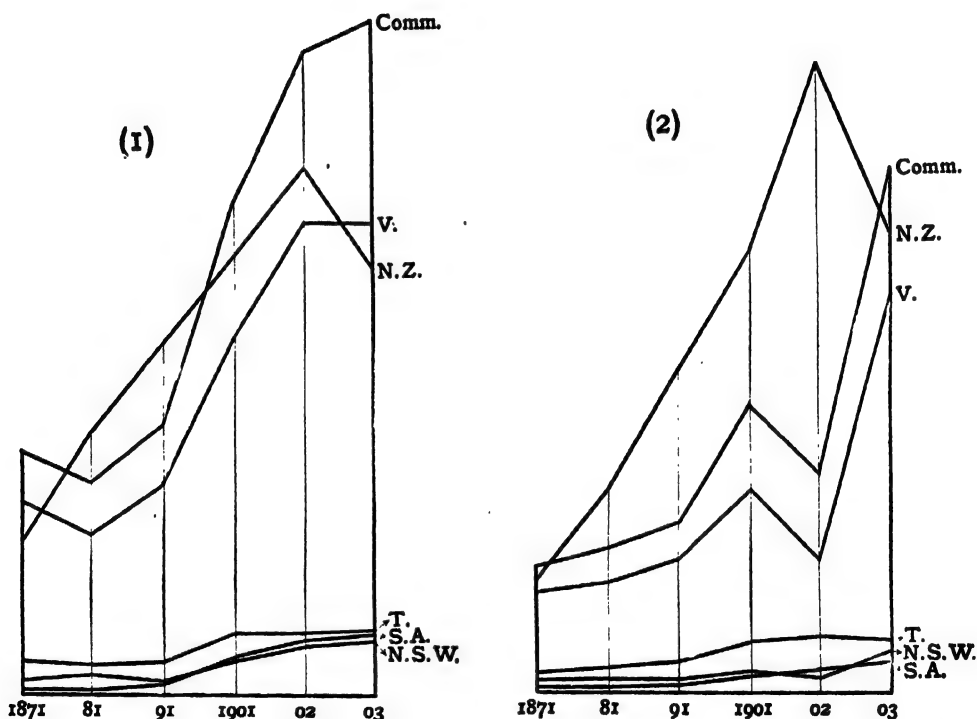 (1)
Comm.
V.
N.Z.
T.
S.A.
N.S.W.
1871 81 91 1901 02 03
(2)
Comm.
N.Z.
V.
T.
N.S.W.
S.A.
1871 81 91 1901 02 03